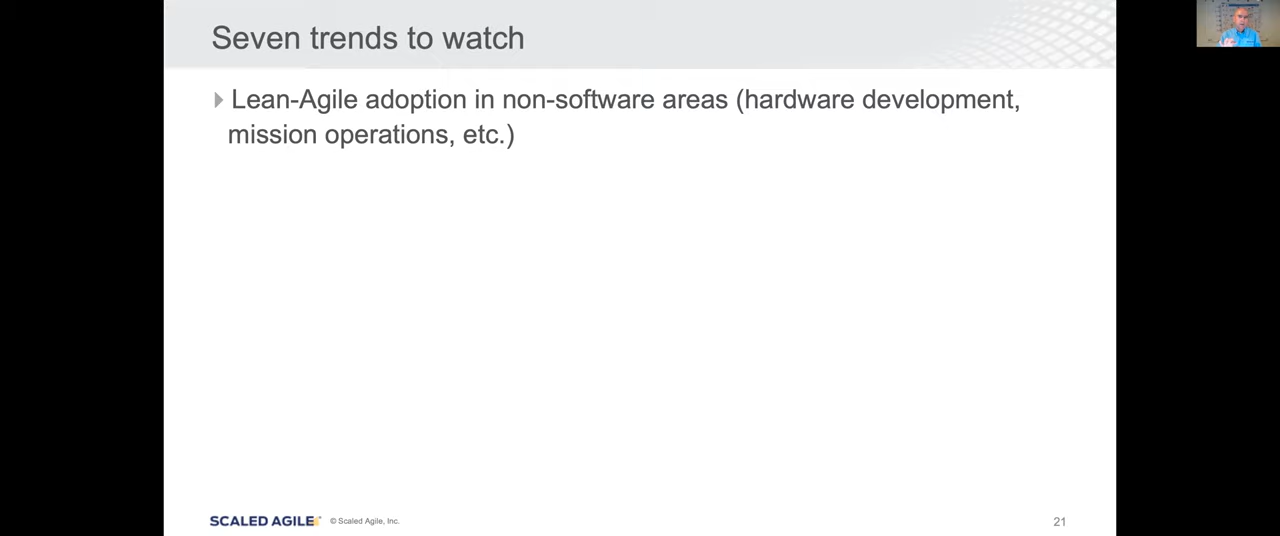 Seven trends to watch
Lean-Agile adoption in non-software areas (hardware development,
mission operations, etc.)
SCALED AGILE™ © Scaled Agile, Inc.
21